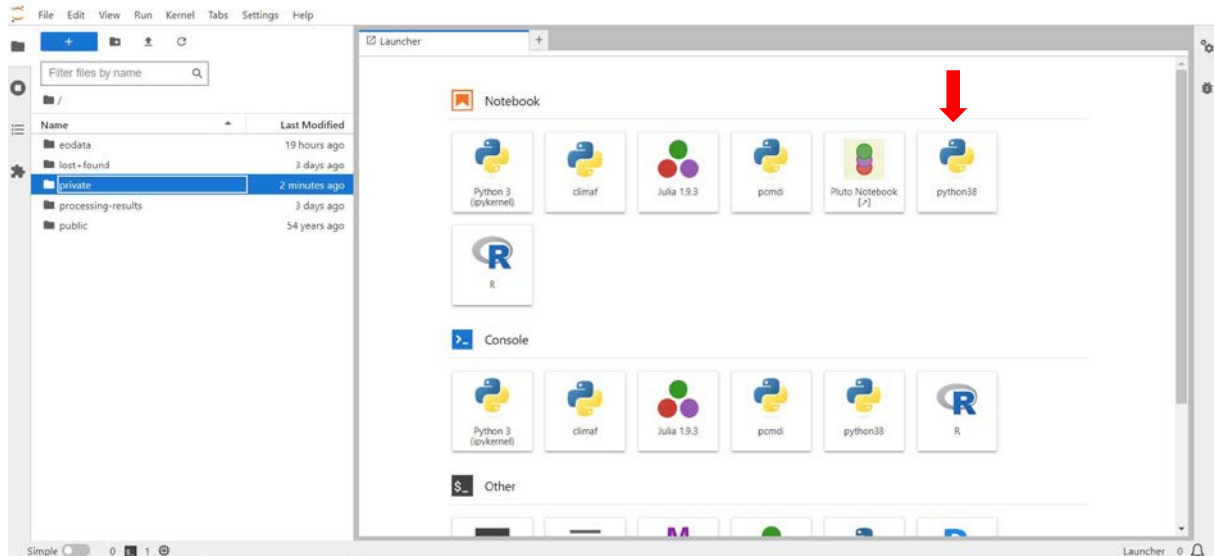 File Edit View Run Kernel Tabs Settings Help
+
Launcher +
Filter files by name
/
Name Last Modified
eodata 19 hours ago
lost+found 3 days ago
private 2 minutes ago
processing-results 3 days ago
public 54 years ago
Notebook
Python 3
(ipykernel)
climaf
Julia 1.9.3
pcmdi
Pluto Notebook
[↗]
python38
R
R
Console
>_
Python 3
(ipykernel)
climaf
Julia 1.9.3
pcmdi
python38
R
R
$_ Other
M
Simple 0 1 Launcher 0